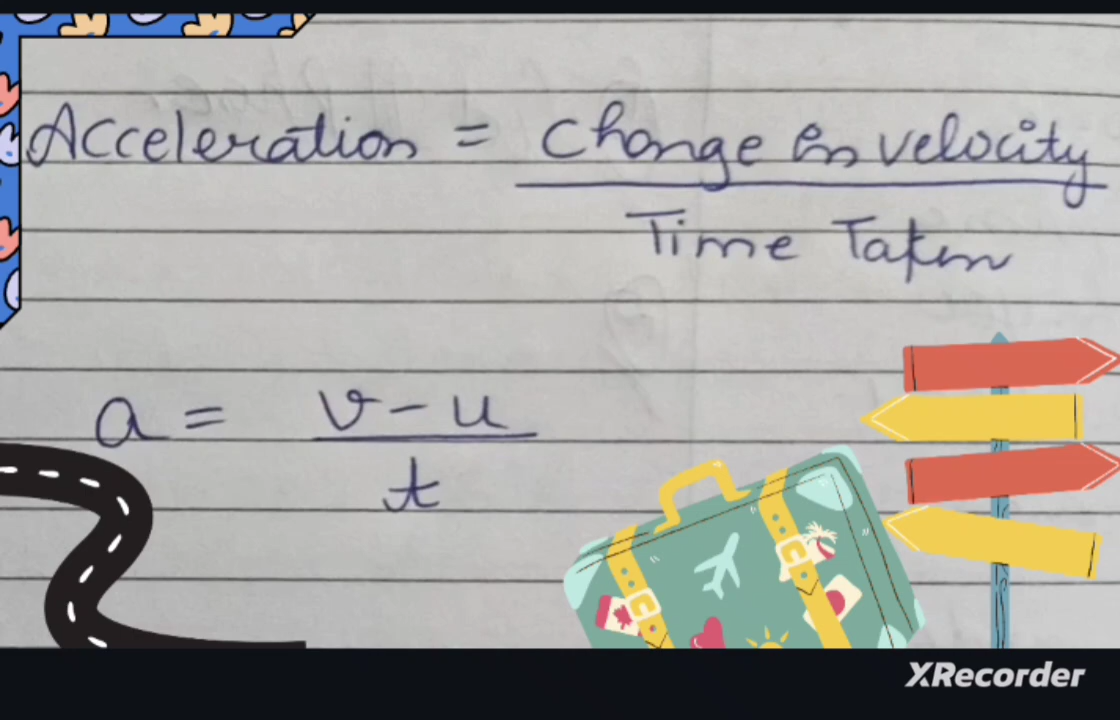 Acceleration = Change in velocity
Time Taken
a = v - u
t
XRecorder